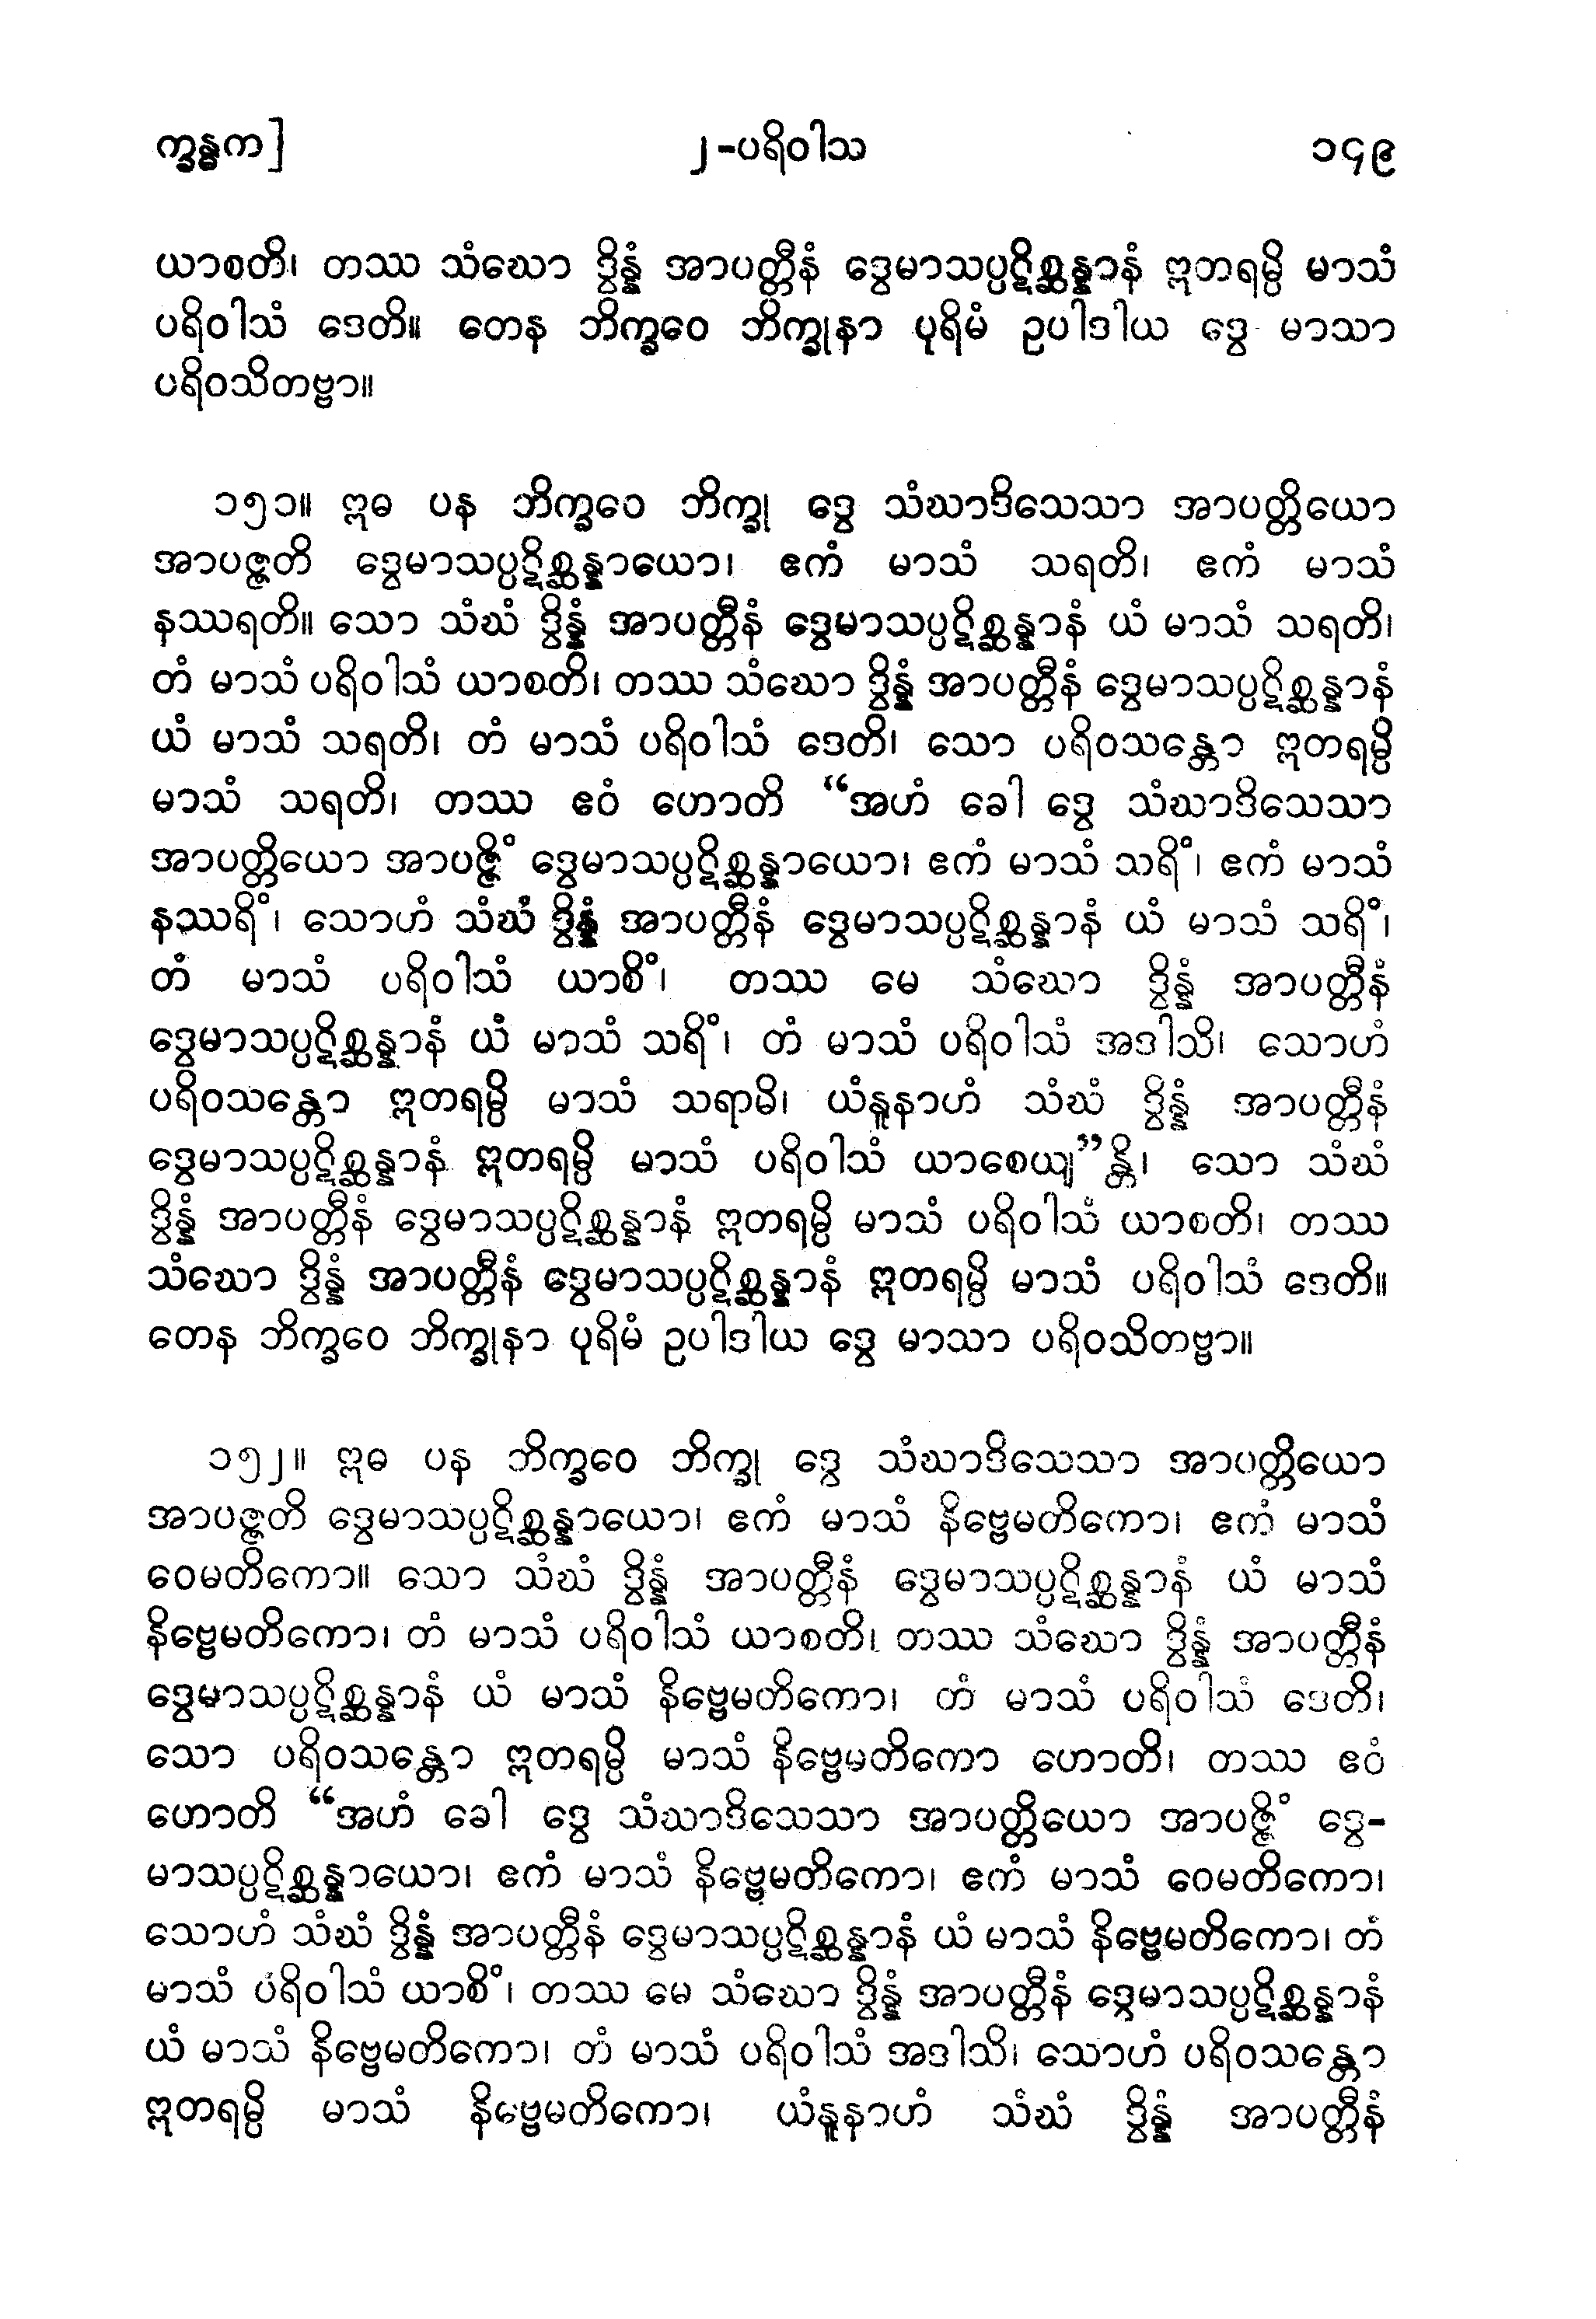 က္ခန္ဓက]
၂-ပရိဝါသ
၁၄၉
ယာစတိ၊ တဿ သံဃော ဒွိန္နံ အာပတ္တီနံ ဒွေမာသပ္ပဋိစ္ဆန္နာနံ ဣတရမ္ပိ မာသံ
ပရိဝါသံ ဒေတိ။ တေန ဘိက္ခဝေ ဘိက္ခုနာ ပုရိမံ ဥပါဒါယ ဒွေ မာသာ
ပရိဝသိတဗ္ဗာ။
၁၅၁။ ဣဓ ပန ဘိက္ခဝေ ဘိက္ခု ဒွေ သံဃာဒိသေသာ အာပတ္တိယော
အာပဇ္ဇတိ ဒွေမာသပ္ပဋိစ္ဆန္နာယော၊ ဧကံ မာသံ သရတိ၊ ဧကံ မာသံ
နဿရတိ။ သော သံဃံ ဒွိန္နံ အာပတ္တီနံ ဒွေမာသပ္ပဋိစ္ဆန္နာနံ ယံ မာသံ သရတိ၊
တံ မာသံ ပရိဝါသံ ယာစတိ၊ တဿ သံဃော ဒွိန္နံ အာပတ္တီနံ ဒွေမာသပ္ပဋိစ္ဆန္နာနံ
ယံ မာသံ သရတိ၊ တံ မာသံ ပရိဝါသံ ဒေတိ၊ သော ပရိဝသန္တော ဣတရမ္ပိ
မာသံ သရတိ၊ တဿ ဧဝံ ဟောတိ “အဟံ ခေါ ဒွေ သံဃာဒိသေသာ
အာပတ္တိယော အာပဇ္ဇိံ ဒွေမာသပ္ပဋိစ္ဆန္နာယော၊ ဧကံ မာသံ သရိံ၊ ဧကံ မာသံ
နဿရိံ၊ သောဟံ သံဃံ ဒွိန္နံ အာပတ္တီနံ ဒွေမာသပ္ပဋိစ္ဆန္နာနံ ယံ မာသံ သရိံ၊
တံ မာသံ ပရိဝါသံ ယာစိံ၊ တဿ မေ သံဃော ဒွိန္နံ အာပတ္တီနံ
ဒွေမာသပ္ပဋိစ္ဆန္နာနံ ယံ မာသံ သရိံ၊ တံ မာသံ ပရိဝါသံ အဒါသိ၊ သောဟံ
ပရိဝသန္တော ဣတရမ္ပိ မာသံ သရာမိ၊ ယံနူနာဟံ သံဃံ ဒွိန္နံ အာပတ္တီနံ
ဒွေမာသပ္ပဋိစ္ဆန္နာနံ ဣတရမ္ပိ မာသံ ပရိဝါသံ ယာစေယျ”န္တိ၊ သော သံဃံ
ဒွိန္နံ အာပတ္တီနံ ဒွေမာသပ္ပဋိစ္ဆန္နာနံ ဣတရမ္ပိ မာသံ ပရိဝါသံ ယာစတိ၊ တဿ
သံဃော ဒွိန္နံ အာပတ္တီနံ ဒွေမာသပ္ပဋိစ္ဆန္နာနံ ဣတရမ္ပိ မာသံ ပရိဝါသံ ဒေတိ။
တေန ဘိက္ခဝေ ဘိက္ခုနာ ပုရိမံ ဥပါဒါယ ဒွေ မာသာ ပရိဝသိတဗ္ဗာ။
၁၅၂။ ဣဓ ပန ဘိက္ခဝေ ဘိက္ခု ဒွေ သံဃာဒိသေသာ အာပတ္တိယော
အာပဇ္ဇတိ ဒွေမာသပ္ပဋိစ္ဆန္နာယော၊ ဧကံ မာသံ နိဗ္ဗေမတိကော၊ ဧကံ မာသံ
ဝေမတိကော။ သော သံဃံ ဒွိန္နံ အာပတ္တီနံ ဒွေမာသပ္ပဋိစ္ဆန္နာနံ ယံ မာသံ
နိဗ္ဗေမတိကော၊ တံ မာသံ ပရိဝါသံ ယာစတိ၊ တဿ သံဃော ဒွိန္နံ အာပတ္တီနံ
ဒွေမာသပ္ပဋိစ္ဆန္နာနံ ယံ မာသံ နိဗ္ဗေမတိကော၊ တံ မာသံ ပရိဝါသံ ဒေတိ၊
သော ပရိဝသန္တော ဣတရမ္ပိ မာသံ နိဗ္ဗေမတိကော ဟောတိ၊ တဿ ဧဝံ
ဟောတိ “အဟံ ခေါ ဒွေ သံဃာဒိသေသာ အာပတ္တိယော အာပဇ္ဇိံ ဒွေ-
မာသပ္ပဋိစ္ဆန္နာယော၊ ဧကံ မာသံ နိဗ္ဗေမတိကော၊ ဧကံ မာသံ ဝေမတိကော၊
သောဟံ သံဃံ ဒွိန္နံ အာပတ္တီနံ ဒွေမာသပ္ပဋိစ္ဆန္နာနံ ယံ မာသံ နိဗ္ဗေမတိကော၊ တံ
မာသံ ပရိဝါသံ ယာစိံ၊ တဿ မေ သံဃော ဒွိန္နံ အာပတ္တီနံ ဒွေမာသပ္ပဋိစ္ဆန္နာနံ
ယံ မာသံ နိဗ္ဗေမတိကော၊ တံ မာသံ ပရိဝါသံ အဒါသိ၊ သောဟံ ပရိဝသန္တော
ဣတရမ္ပိ မာသံ နိဗ္ဗေမတိကော၊ ယံနူနာဟံ သံဃံ ဒွိန္နံ အာပတ္တီနံ